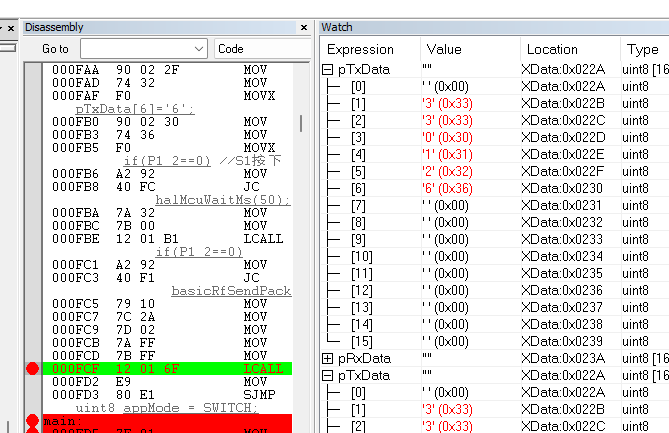 Disassembly
Go to Code
000FAA 90 02 2F MOV
000FAD 74 32 MOV
000FAF F0 MOVX
pTxData[6]='6';
000FB0 90 02 30 MOV
000FB3 74 36 MOV
000FB5 F0 MOVX
if(P1_2==0) //S1按下
000FB6 A2 92 MOV
000FB8 40 FC JC
halMcuWaitMs(50);
000FBA 7A 32 MOV
000FBC 7B 00 MOV
000FBE 12 01 B1 LCALL
if(P1_2==0)
000FC1 A2 92 MOV
000FC3 40 F1 JC
basicRfSendPack
000FC5 79 10 MOV
000FC7 7C 2A MOV
000FC9 7D 02 MOV
000FCB 7A FF MOV
000FCD 7B FF MOV
000FCF 12 01 6F LCALL
000FD2 E9 MOV
000FD3 80 E1 SJMP
uint8 appMode = SWITCH;
main:
Watch
Expression Value Location Type
pTxData "" XData:0x022A uint8 [16
[0] ' ' (0x00) XData:0x022A uint8
[1] '3' (0x33) XData:0x022B uint8
[2] '3' (0x33) XData:0x022C uint8
[3] '0' (0x30) XData:0x022D uint8
[4] '1' (0x31) XData:0x022E uint8
[5] '2' (0x32) XData:0x022F uint8
[6] '6' (0x36) XData:0x0230 uint8
[7] ' ' (0x00) XData:0x0231 uint8
[8] ' ' (0x00) XData:0x0232 uint8
[9] ' ' (0x00) XData:0x0233 uint8
[10] ' ' (0x00) XData:0x0234 uint8
[11] ' ' (0x00) XData:0x0235 uint8
[12] ' ' (0x00) XData:0x0236 uint8
[13] ' ' (0x00) XData:0x0237 uint8
[14] ' ' (0x00) XData:0x0238 uint8
[15] ' ' (0x00) XData:0x0239 uint8
pRxData "" XData:0x023A uint8 [16
pTxData "" XData:0x022A uint8 [16
[0] ' ' (0x00) XData:0x022A uint8
[1] '3' (0x33) XData:0x022B uint8
[2] '3' (0x33) XData:0x022C uint8